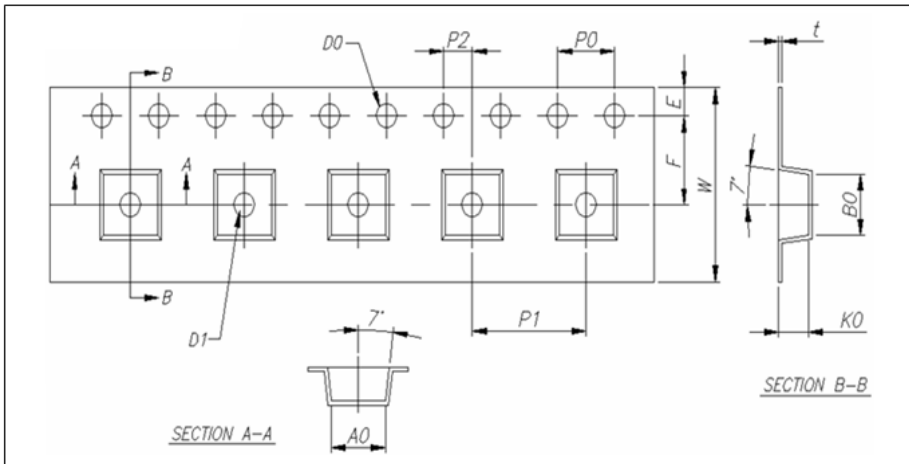 D0
P2
P0
t
B
E
A
A
F
W
7°
B0
B
D1
P1
K0
7°
SECTION B-B
SECTION A-A
A0